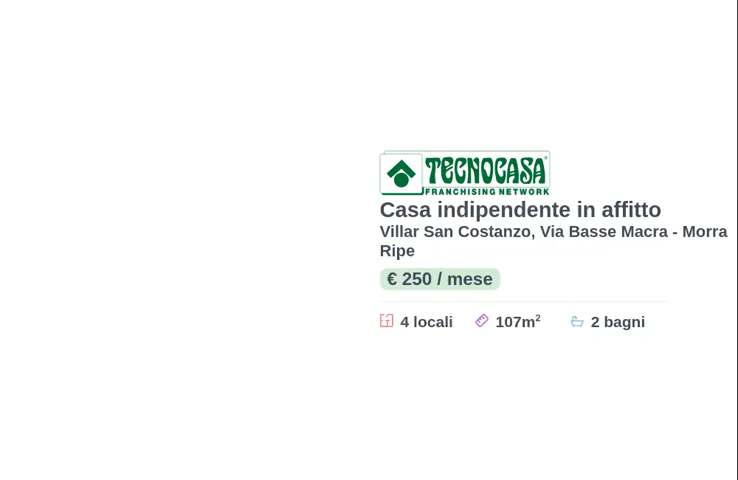 TECNOCASA
FRANCHISING NETWORK
Casa indipendente in affitto
Villar San Costanzo, Via Basse Macra - Morra
Ripe
€ 250 / mese
4 locali 107m² 2 bagni